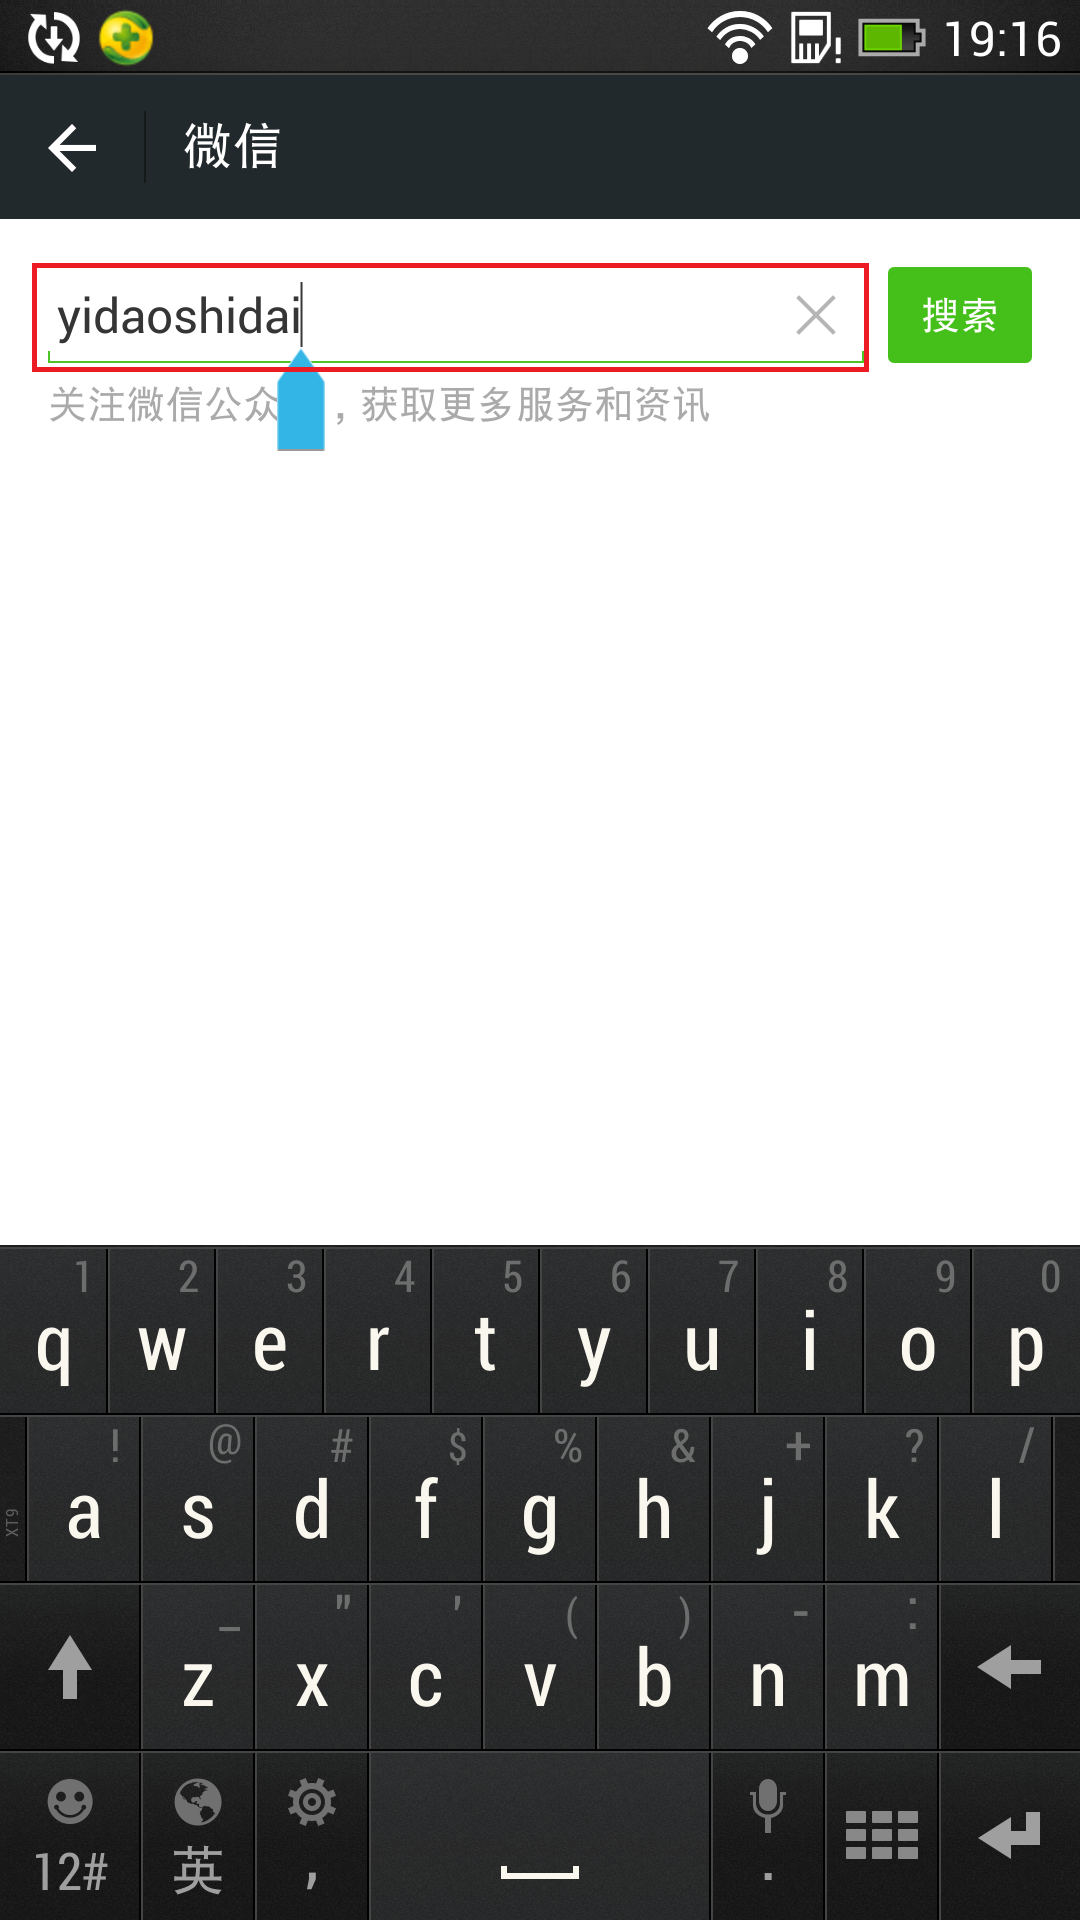 19:16
微信
yidaoshidai
搜索
关注微信公众 ,获取更多服务和资讯
1 2 3 4 5 6 7 8 9 0
q w e r t y u i o p
! @ # $ % & + ? /
XT9 a s d f g h j k l
_ " ' ( ) - :
z x c v b n m
12# 英 , .